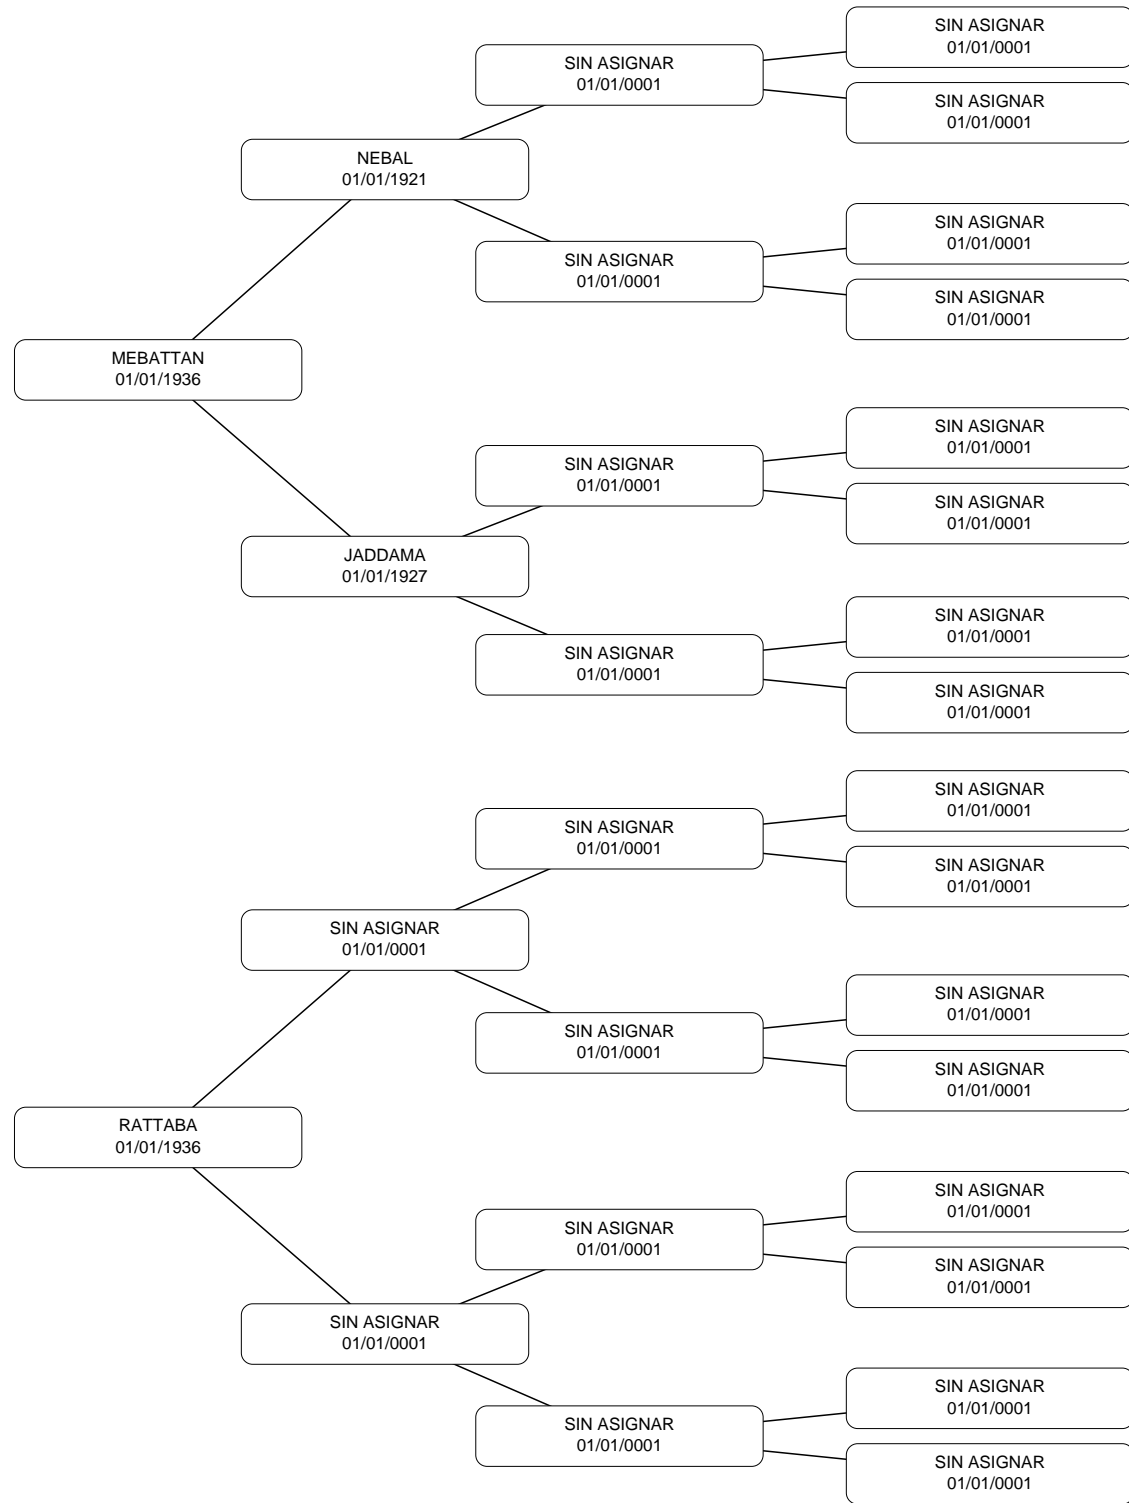 SIN ASIGNAR
01/01/0001
SIN ASIGNAR
01/01/0001
SIN ASIGNAR
01/01/0001
NEBAL
01/01/1921
SIN ASIGNAR
01/01/0001
SIN ASIGNAR
01/01/0001
SIN ASIGNAR
01/01/0001
MEBATTAN
01/01/1936
SIN ASIGNAR
01/01/0001
SIN ASIGNAR
01/01/0001
SIN ASIGNAR
01/01/0001
JADDAMA
01/01/1927
SIN ASIGNAR
01/01/0001
SIN ASIGNAR
01/01/0001
SIN ASIGNAR
01/01/0001
SIN ASIGNAR
01/01/0001
SIN ASIGNAR
01/01/0001
SIN ASIGNAR
01/01/0001
SIN ASIGNAR
01/01/0001
SIN ASIGNAR
01/01/0001
SIN ASIGNAR
01/01/0001
SIN ASIGNAR
01/01/0001
RATTABA
01/01/1936
SIN ASIGNAR
01/01/0001
SIN ASIGNAR
01/01/0001
SIN ASIGNAR
01/01/0001
SIN ASIGNAR
01/01/0001
SIN ASIGNAR
01/01/0001
SIN ASIGNAR
01/01/0001
SIN ASIGNAR
01/01/0001